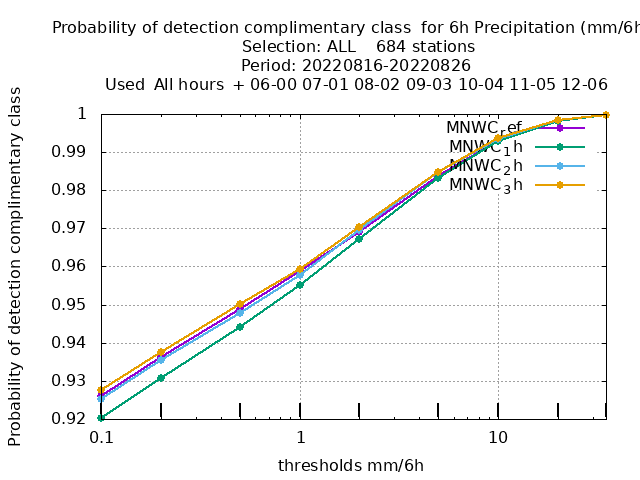 Probability of detection complimentary class for 6h Precipitation (mm/6h
Selection: ALL 684 stations
Period: 20220816-20220826
Used All hours + 06-00 07-01 08-02 09-03 10-04 11-05 12-06
Probability of detection complimentary class
1
0.99
0.98
0.97
0.96
0.95
0.94
0.93
0.92
MNWC_ref
MNWC_1h
MNWC_2h
MNWC_3h
0.1 1 10
thresholds mm/6h